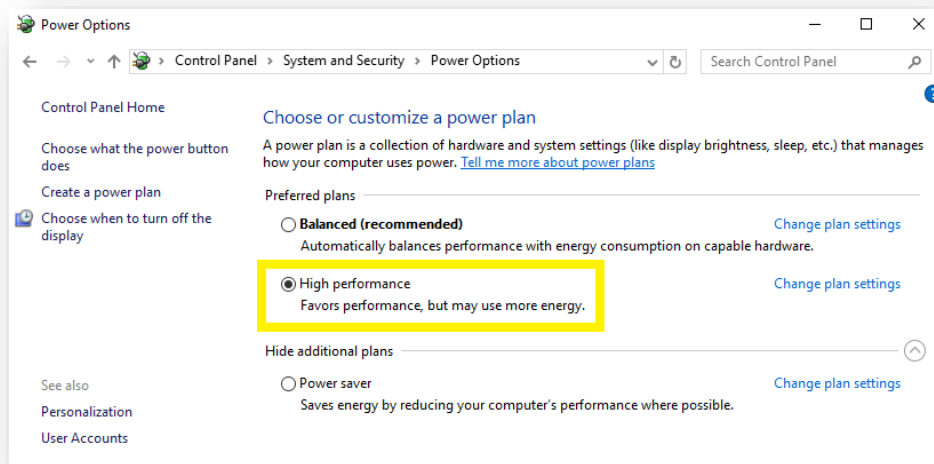 Power Options
Control Panel > System and Security > Power Options
Search Control Panel
Control Panel Home
Choose what the power button
does
Create a power plan
Choose when to turn off the
display
See also
Personalization
User Accounts
Choose or customize a power plan
A power plan is a collection of hardware and system settings (like display brightness, sleep, etc.) that manages
how your computer uses power. Tell me more about power plans
Preferred plans
Balanced (recommended)
Change plan settings
Automatically balances performance with energy consumption on capable hardware.
High performance
Change plan settings
Favors performance, but may use more energy.
Hide additional plans
Power saver
Change plan settings
Saves energy by reducing your computer's performance where possible.